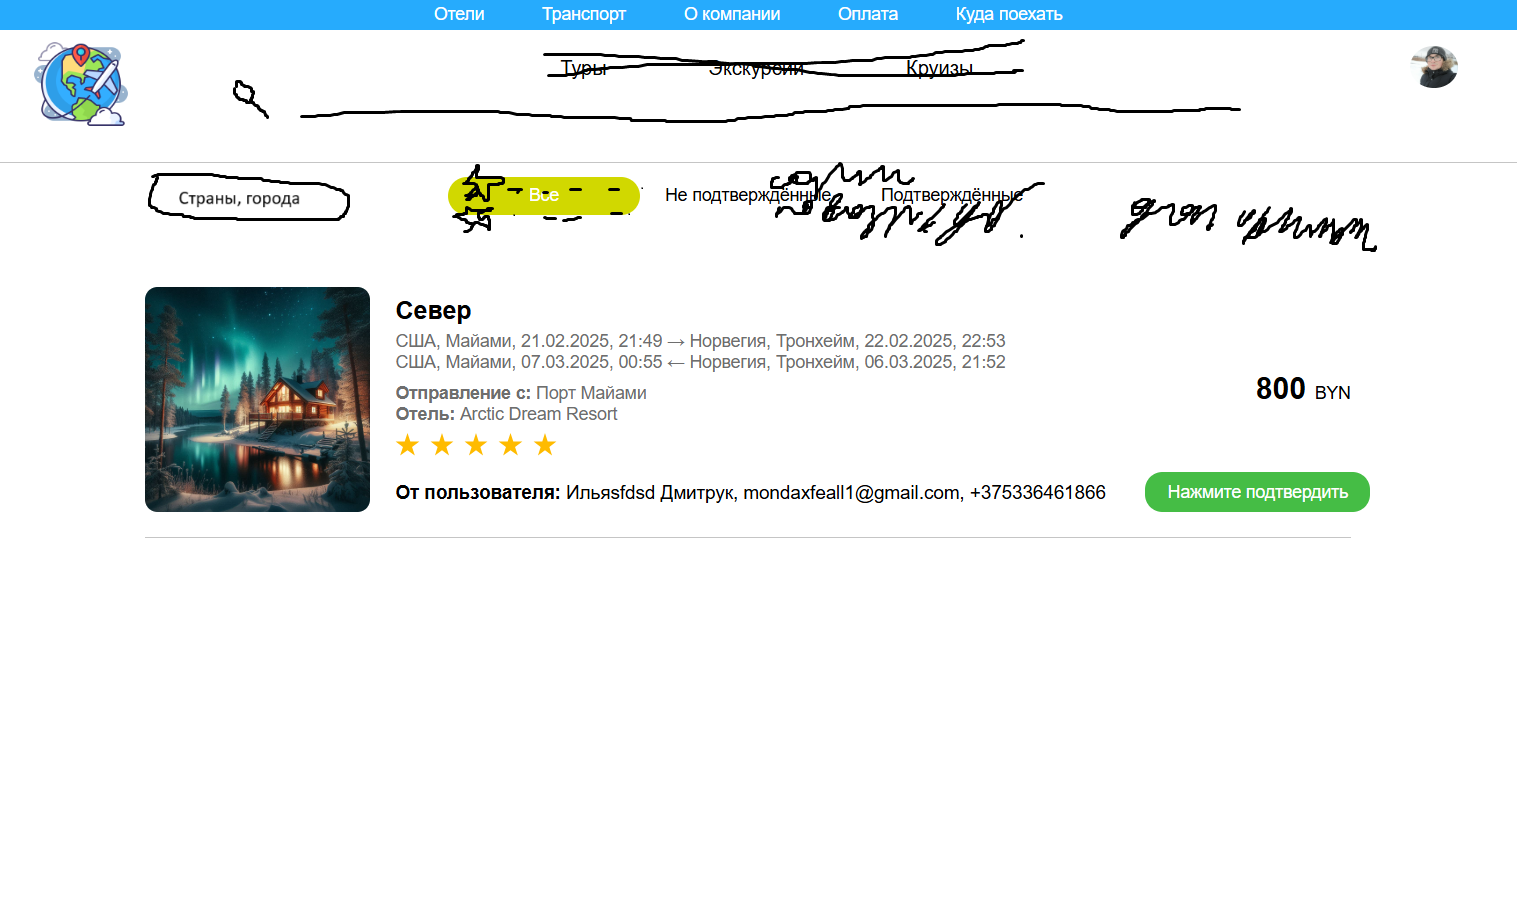 Отели Транспорт О компании Оплата Куда поехать
Туры Экскурсии Круизы
Страны, города Все Не подтверждённые Подтверждённые
Север
США, Майами, 21.02.2025, 21:49 → Норвегия, Тронхейм, 22.02.2025, 22:53
США, Майами, 07.03.2025, 00:55 ← Норвегия, Тронхейм, 06.03.2025, 21:52
Отправление с: Порт Майами
800 BYN
Отель: Arctic Dream Resort
От пользователя: Ильяsfdsd Дмитрук, mondaxfeall1@gmail.com, +375336461866 Нажмите подтвердить